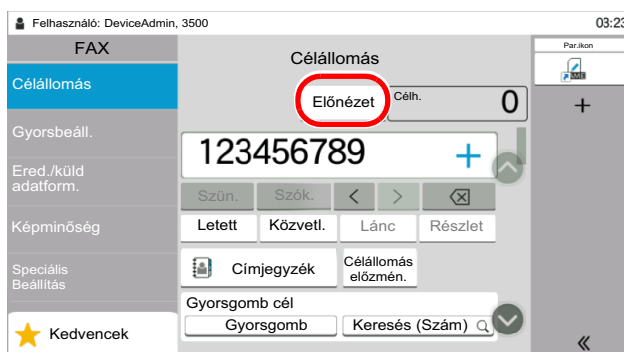 Felhasználó: DeviceAdmin, 3500
03:23
FAX
Célállomás
Gyorsbeáll.
Ered./küld
adatform.
Képminőség
Speciális
Beállítás
Kedvencek
Célállomás
Előnézet
Célh.
0
123456789
Szün.
Szók.
<
>
Letett
Közvetl.
Lánc
Részlet
Címjegyzék
Célállomás
előzmén.
Gyorsgomb cél
Gyorsgomb
Keresés (Szám)
Par.ikon